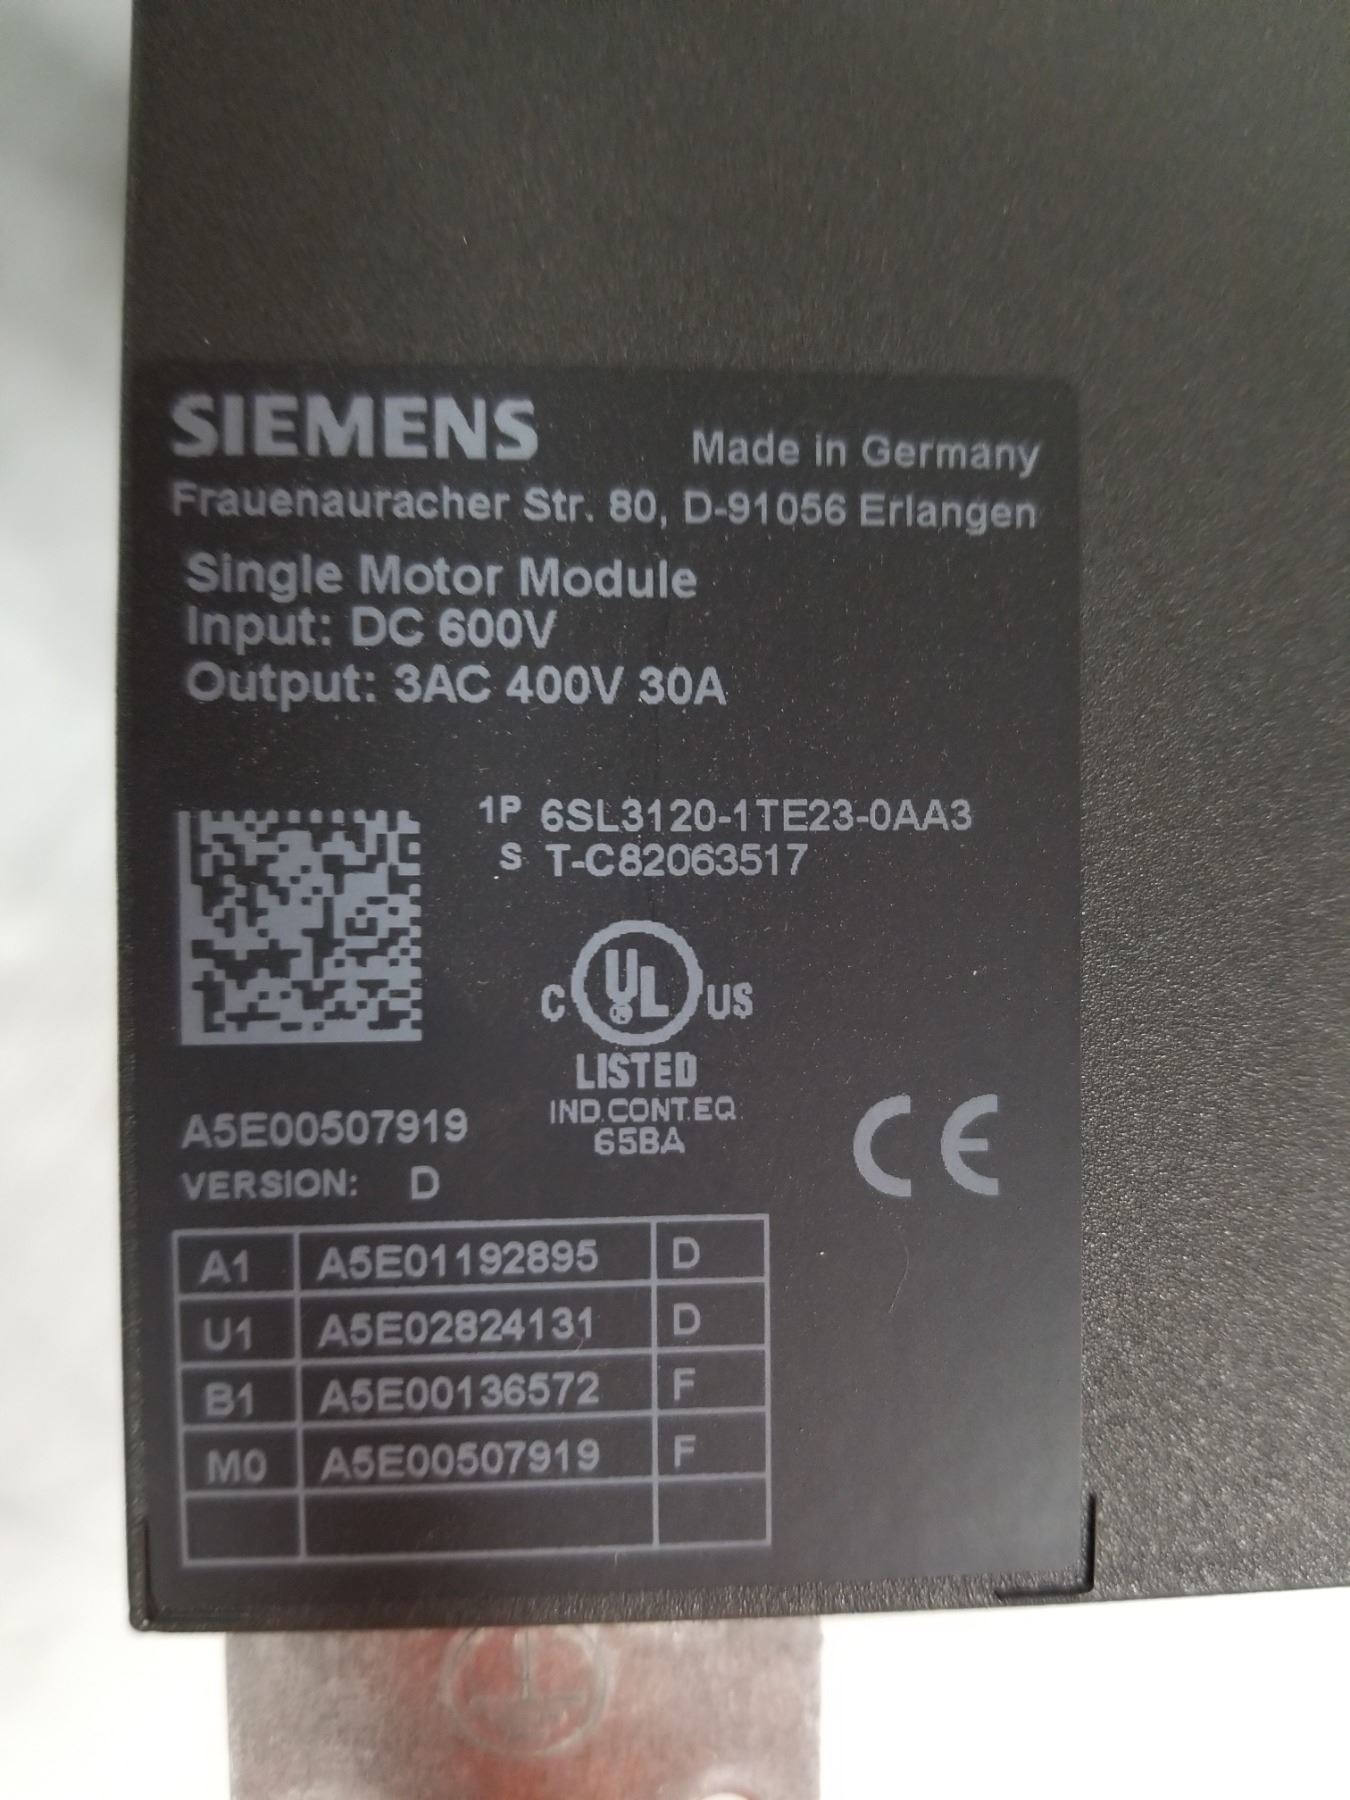 SIEMENS Made in Germany
Frauenauracher Str. 80, D-91056 Erlangen
Single Motor Module
Input: DC 600V
Output: 3AC 400V 30A
1P 6SL3120-1TE23-0AA3
S T-C82063517
C UL US
LISTED
IND.CONT.EQ.
65BA
CE
A5E00507919
VERSION: D
A1 A5E01192895 D
U1 A5E02824131 D
B1 A5E00136572 F
M0 A5E00507919 F